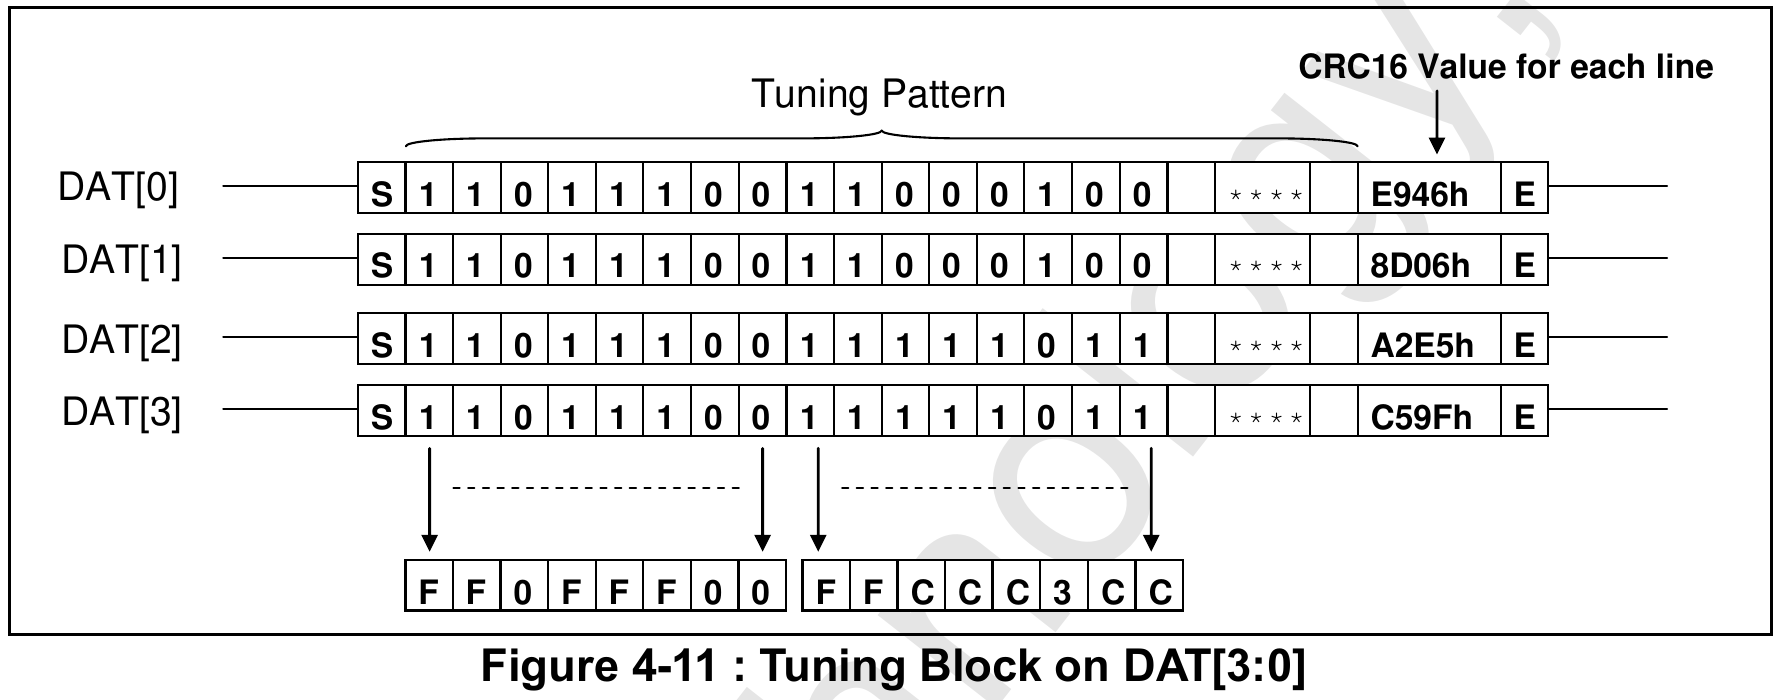 CRC16 Value for each line
Tuning Pattern
DAT[0] S 1 1 0 1 1 1 0 0 1 1 0 0 0 1 0 0 **** E946h E
DAT[1] S 1 1 0 1 1 1 0 0 1 1 0 0 0 1 0 0 **** 8D06h E
DAT[2] S 1 1 0 1 1 1 0 0 1 1 1 1 1 0 1 1 **** A2E5h E
DAT[3] S 1 1 0 1 1 1 0 0 1 1 1 1 1 0 1 1 **** C59Fh E
F F 0 F F F 0 0 F F C C C 3 C C
Figure 4-11 : Tuning Block on DAT[3:0]